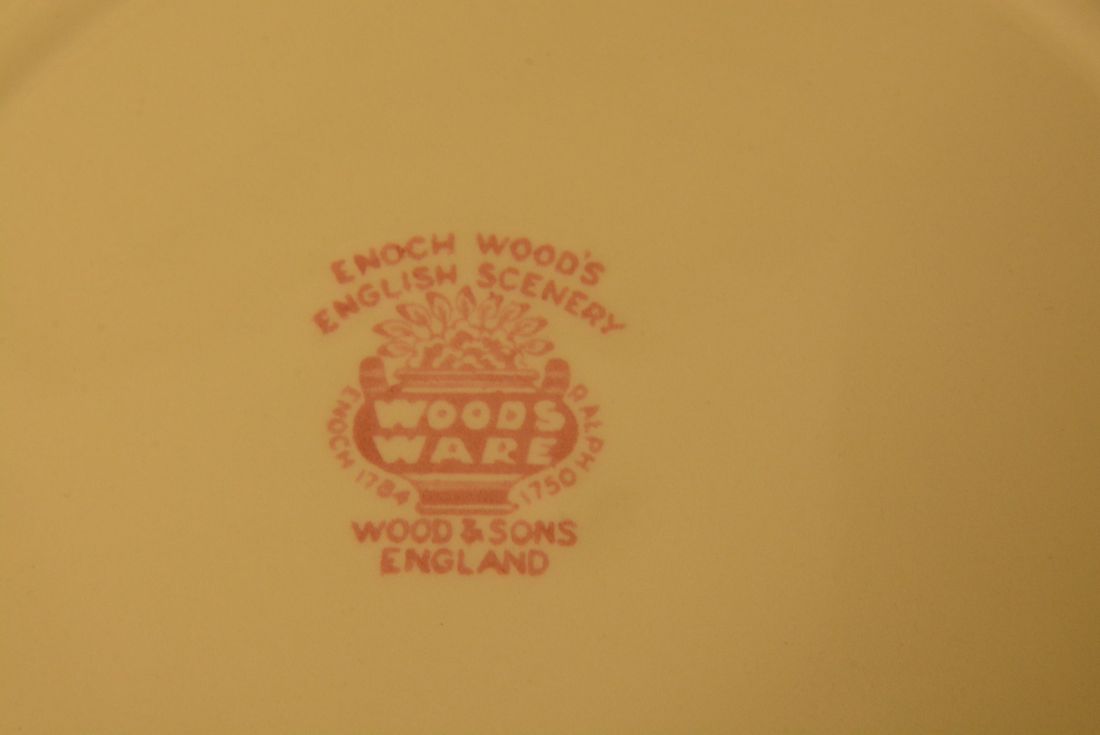 ENOCH WOOD'S
ENGLISH SCENERY
WOODS
WARE
ENOCH 1784
RALPH 1750
WOOD & SONS
ENGLAND